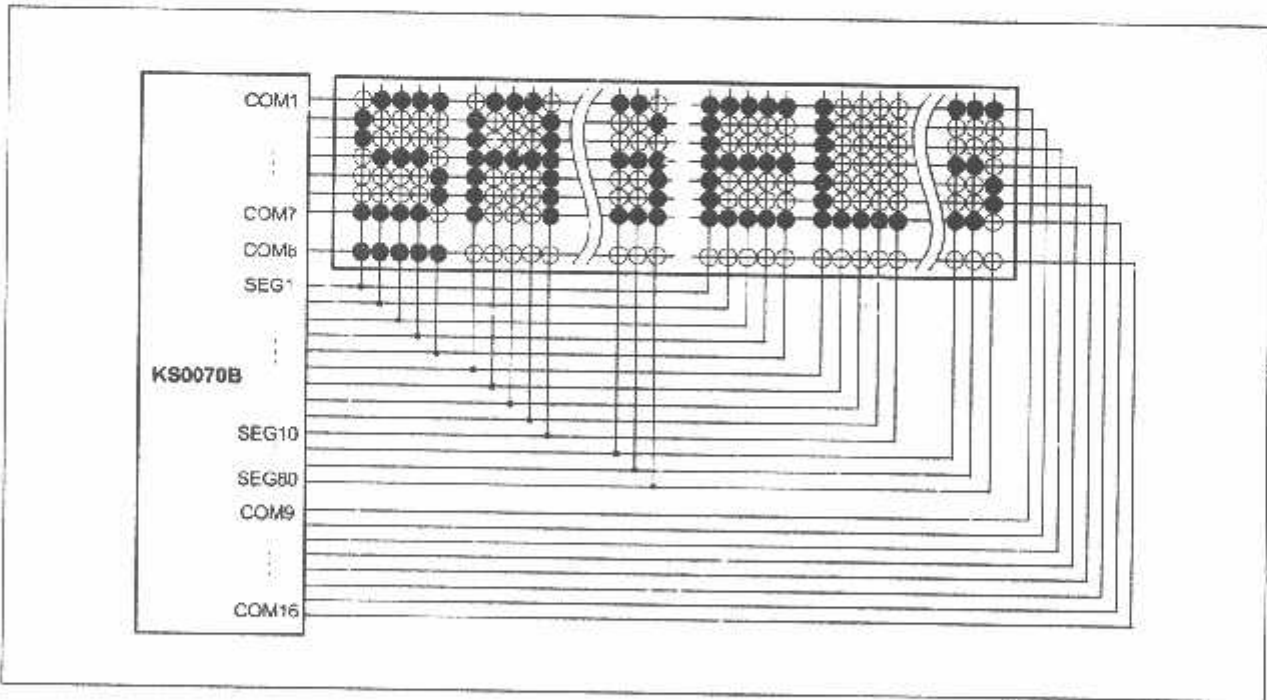 COM1
S A E L
COM7
COM8
SEG1
KS0070B
SEG10
SEG80
COM9
COM16